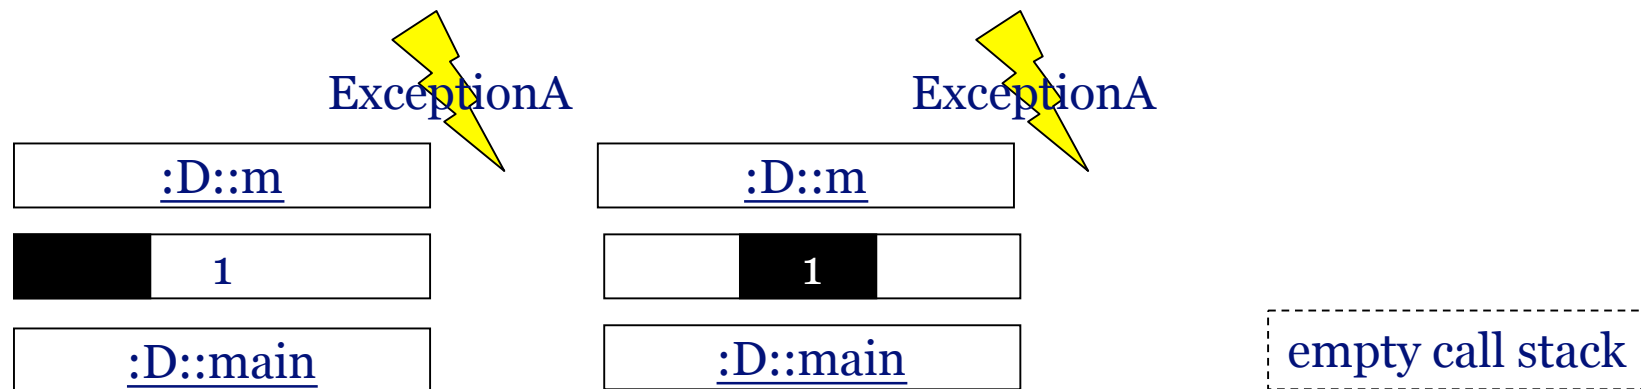 ExceptionA ExceptionA
:D::m :D::m
1 1
:D::main :D::main empty call stack